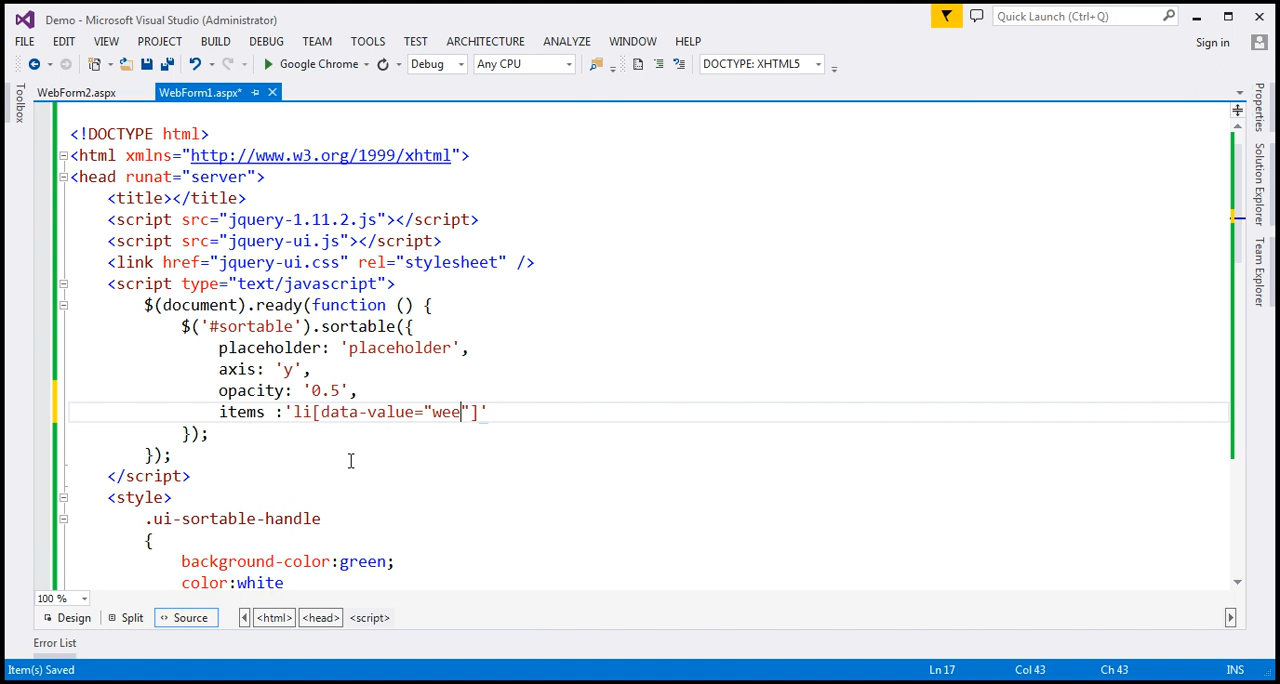 Demo - Microsoft Visual Studio (Administrator)
Quick Launch (Ctrl+Q)
FILE EDIT VIEW PROJECT BUILD DEBUG TEAM TOOLS TEST ARCHITECTURE ANALYZE WINDOW HELP
Sign in
Google Chrome Debug Any CPU DOCTYPE: XHTML5
Toolbox
WebForm2.aspx WebForm1.aspx*
Properties
Solution Explorer
Team Explorer
<!DOCTYPE html>
<html xmlns="http://www.w3.org/1999/xhtml">
<head runat="server">
<title></title>
<script src="jquery-1.11.2.js"></script>
<script src="jquery-ui.js"></script>
<link href="jquery-ui.css" rel="stylesheet" />
<script type="text/javascript">
$(document).ready(function () {
$('#sortable').sortable({
placeholder: 'placeholder',
axis: 'y',
opacity: '0.5',
items :'li[data-value="wee"]'
});
});
</script>
<style>
.ui-sortable-handle
{
background-color:green;
color:white
100 %
Design Split Source <html> <head> <script>
Error List
Item(s) Saved Ln 17 Col 43 Ch 43 INS